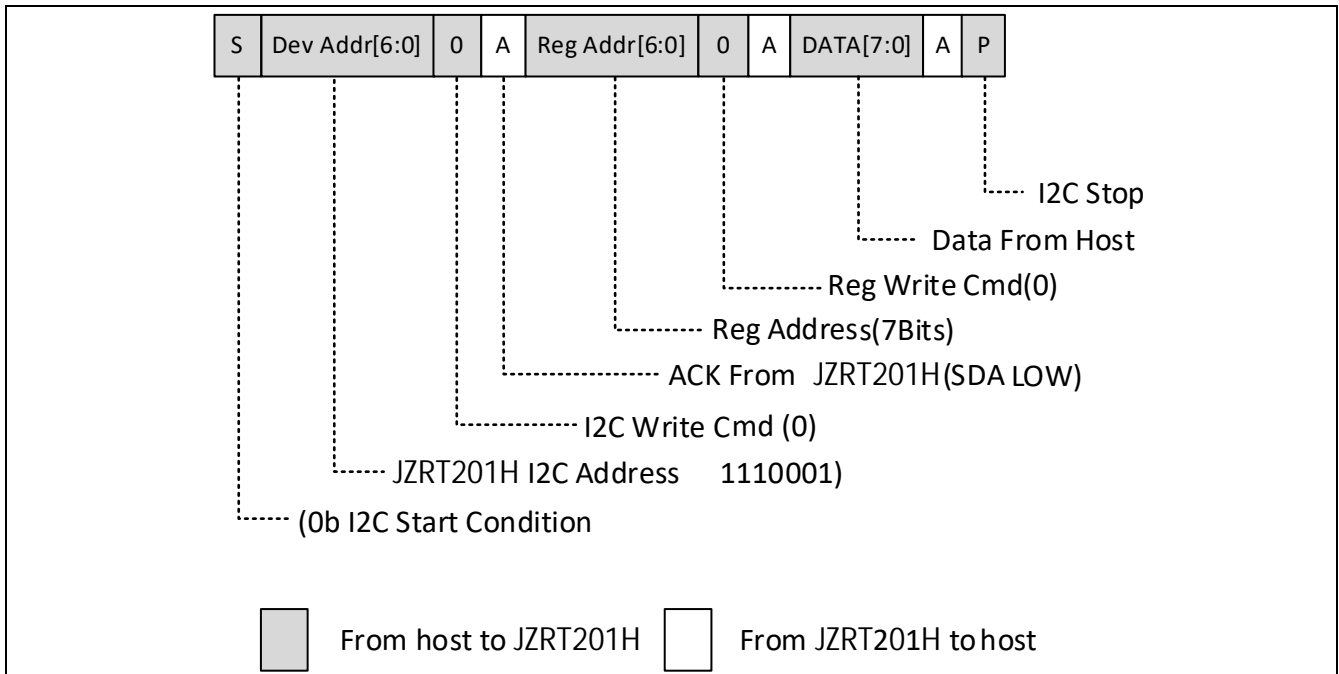 S Dev Addr[6:0] 0 A Reg Addr[6:0] 0 A DATA[7:0] A P
I2C Stop
Data From Host
Reg Write Cmd(0)
Reg Address(7Bits)
ACK From JZRT201H(SDA LOW)
I2C Write Cmd (0)
JZRT201H I2C Address 1110001)
(0b I2C Start Condition
From host to JZRT201H From JZRT201H to host